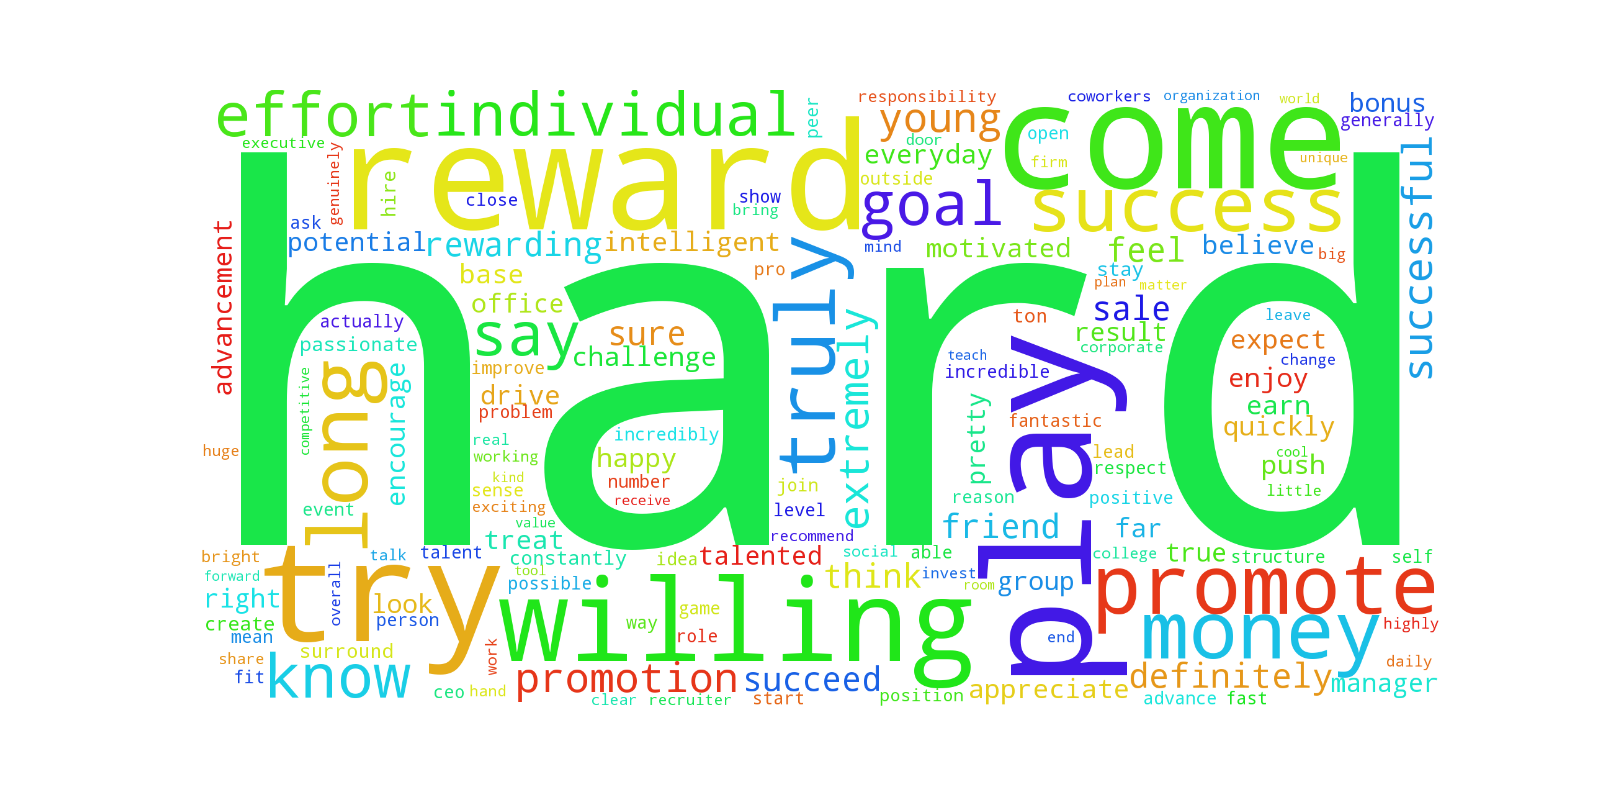 hard
reward
come
effort
individual
success
young
goal
responsibility
coworkers
organization
world
bonus
generally
peer
door
open
everyday
firm
unique
executive
genuinely
hire
close
show
bring
outside
successful
ask
potential
rewarding
intelligent
truly
mind
motivated
feel
believe
big
advancement
base
pro
stay
plan
matter
office
say
sure
challenge
actually
passionate
long
encourage
competitive
improve
drive
problem
extremely
ton
sale
result
corporate
leave
expect
change
teach
incredible
play
enjoy
earn
quickly
cool
push
little
pretty
fantastic
lead
respect
positive
reason
huge
real
working
kind
sense
exciting
value
incredibly
happy
number
receive
join
level
recommend
event
friend
far
bright
forward
right
create
mean
share
fit
try
talk
talent
treat
constantly
tool
possible
idea
talented
social
able
think
invest
room
group
college
true
structure
self
promote
overall
look
person
surround
know
work
ceo
hand
willing
game
way
role
promotion
succeed
clear
recruiter
start
position
appreciate
end
money
definitely
highly
daily
manager
advance
fast